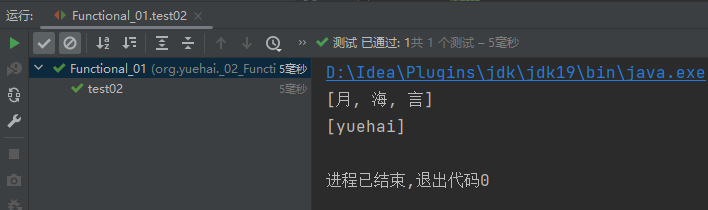 运行: Functional_01.test02 ×
» 测试 已通过: 1共 1 个测试 – 5毫秒
Functional_01 (org.yuehai._02_Functi 5毫秒
test02 5毫秒
D:\Idea\Plugins\jdk\jdk19\bin\java.exe
[月, 海, 言]
[yuehai]
进程已结束,退出代码0